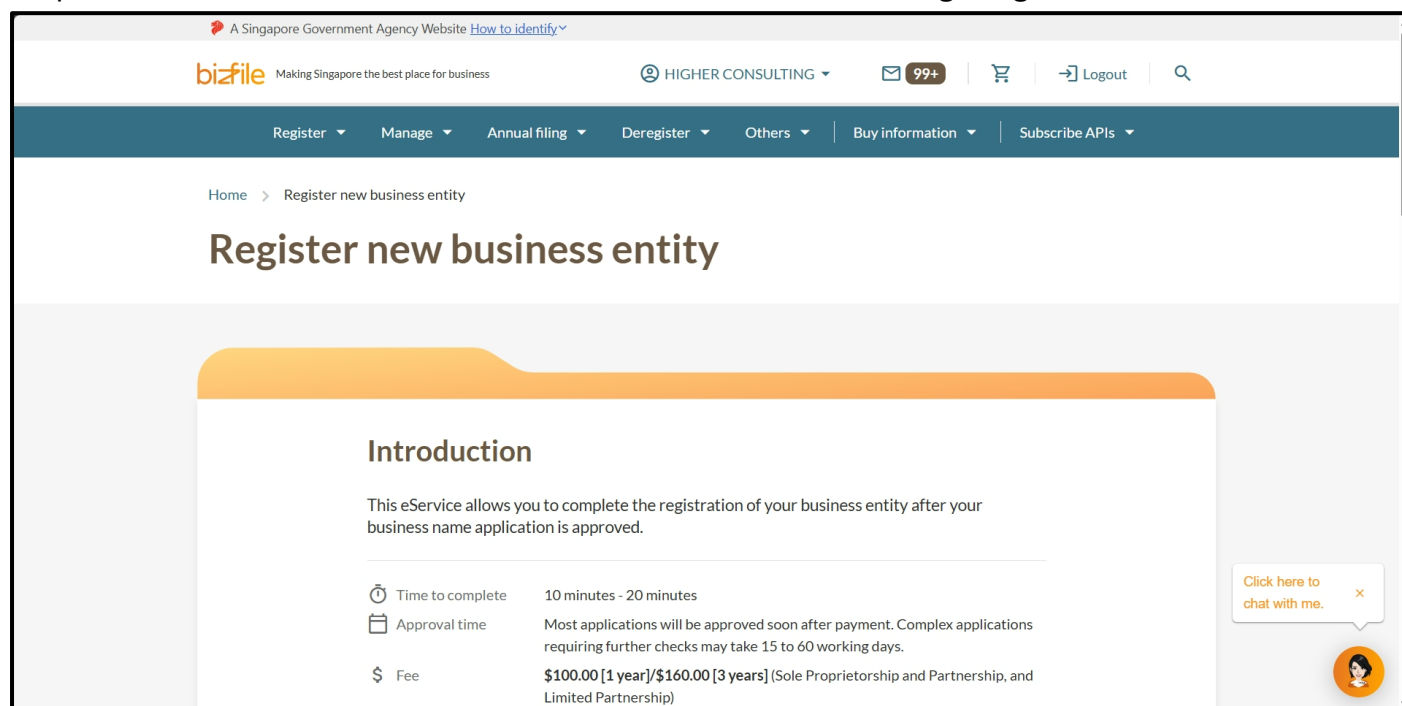 A Singapore Government Agency Website How to identify
bizfile Making Singapore the best place for business HIGHER CONSULTING 99+ Logout
Register Manage Annual filing Deregister Others Buy information Subscribe APIs
Home > Register new business entity
Register new business entity
Introduction
This eService allows you to complete the registration of your business entity after your
business name application is approved.
Time to complete 10 minutes - 20 minutes
Approval time Most applications will be approved soon after payment. Complex applications
requiring further checks may take 15 to 60 working days.
$ Fee $100.00 [1 year]/$160.00 [3 years] (Sole Proprietorship and Partnership, and
Limited Partnership)
Click here to
chat with me. ×